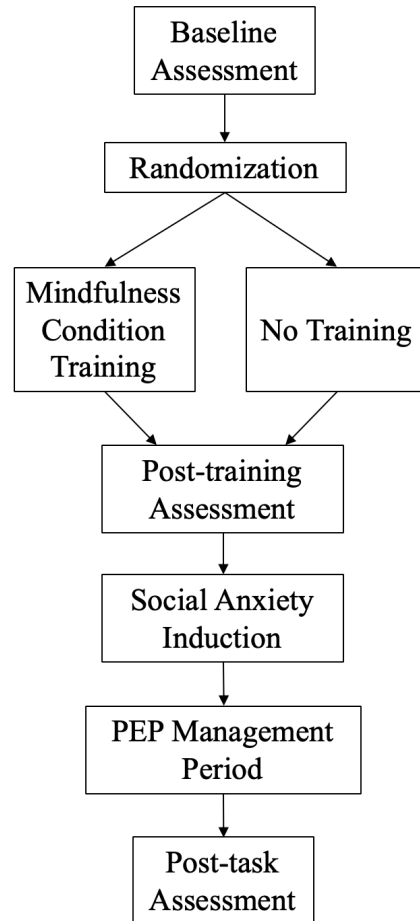 Baseline
Assessment
Randomization
Mindfulness
Condition
Training
No Training
Post-training
Assessment
Social Anxiety
Induction
PEP Management
Period
Post-task
Assessment